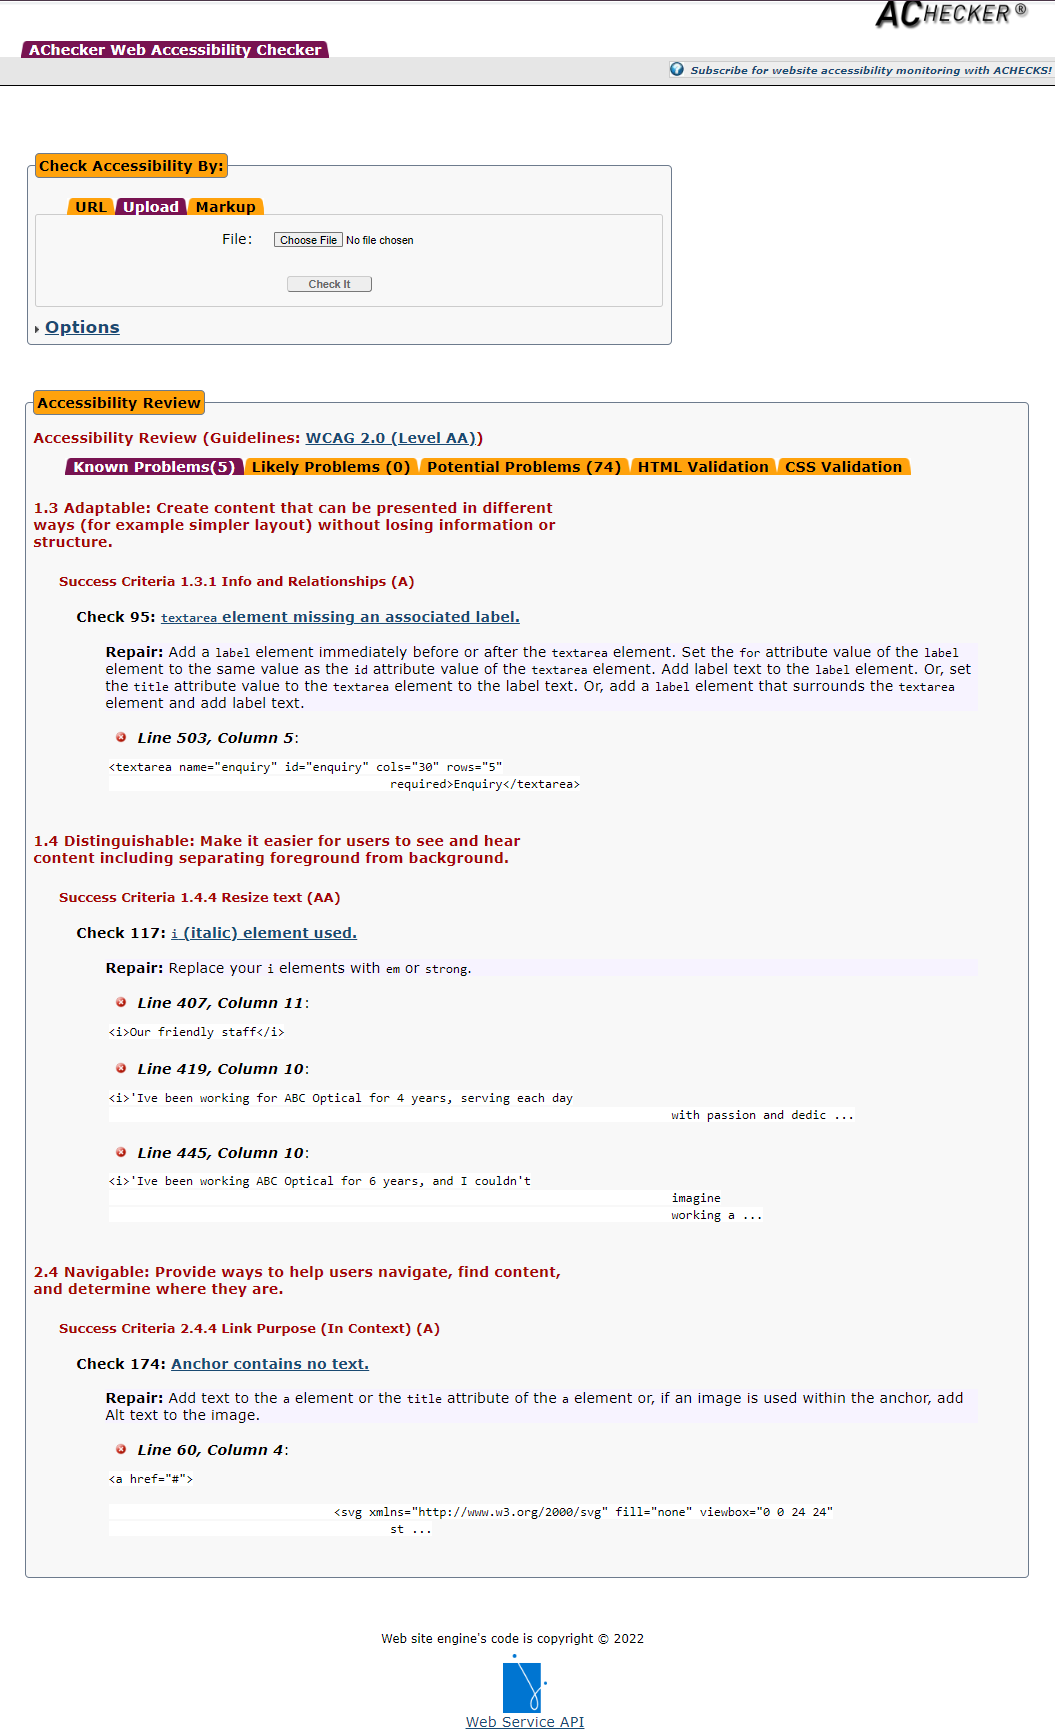 ACHECKER®
AChecker Web Accessibility Checker
Subscribe for website accessibility monitoring with ACHECKS!
Check Accessibility By:
URL Upload Markup
File: Choose File No file chosen
Check It
Options
Accessibility Review
Accessibility Review (Guidelines: WCAG 2.0 (Level AA))
Known Problems(5) Likely Problems (0) Potential Problems (74) HTML Validation CSS Validation
1.3 Adaptable: Create content that can be presented in different
ways (for example simpler layout) without losing information or
structure.
Success Criteria 1.3.1 Info and Relationships (A)
Check 95: textarea element missing an associated label.
Repair: Add a label element immediately before or after the textarea element. Set the for attribute value of the label
element to the same value as the id attribute value of the textarea element. Add label text to the label element. Or, set
the title attribute value to the textarea element to the label text. Or, add a label element that surrounds the textarea
element and add label text.
Line 503, Column 5:
<textarea name="enquiry" id="enquiry" cols="30" rows="5"
required>Enquiry</textarea>
1.4 Distinguishable: Make it easier for users to see and hear
content including separating foreground from background.
Success Criteria 1.4.4 Resize text (AA)
Check 117: i (italic) element used.
Repair: Replace your i elements with em or strong.
Line 407, Column 11:
<i>Our friendly staff</i>
Line 419, Column 10:
<i>'Ive been working for ABC Optical for 4 years, serving each day
with passion and dedic ...
Line 445, Column 10:
<i>'Ive been working ABC Optical for 6 years, and I couldn't
imagine
working a ...
2.4 Navigable: Provide ways to help users navigate, find content,
and determine where they are.
Success Criteria 2.4.4 Link Purpose (In Context) (A)
Check 174: Anchor contains no text.
Repair: Add text to the a element or the title attribute of the a element or, if an image is used within the anchor, add
Alt text to the image.
Line 60, Column 4:
<a href="#">
<svg xmlns="http://www.w3.org/2000/svg" fill="none" viewbox="0 0 24 24"
st ...
Web site engine's code is copyright © 2022
Web Service API